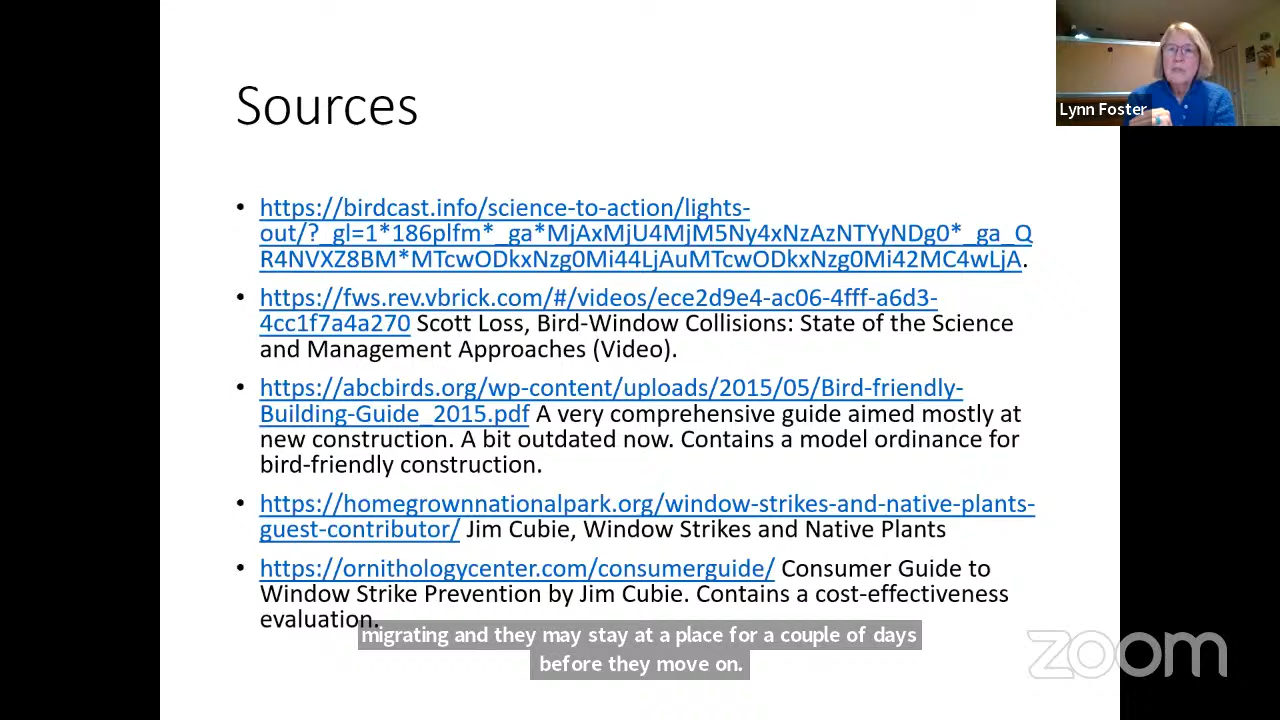 Sources
Lynn Foster
• https://birdcast.info/science-to-action/lights-
out/?_gl=1*186plfm*_ga*MjAxMjU4MjM5Ny4xNzAzNTYyNDg0*_ga_Q
R4NVXZ8BM*MTcwODkxNzg0Mi44LjAuMTcwODkxNzg0Mi42MC4wLjA.
• https://fws.rev.vbrick.com/#/videos/ece2d9e4-ac06-4fff-a6d3-
4cc1f7a4a270 Scott Loss, Bird-Window Collisions: State of the Science
and Management Approaches (Video).
• https://abcbirds.org/wp-content/uploads/2015/05/Bird-friendly-
Building-Guide_2015.pdf A very comprehensive guide aimed mostly at
new construction. A bit outdated now. Contains a model ordinance for
bird-friendly construction.
• https://homegrownnationalpark.org/window-strikes-and-native-plants-
guest-contributor/ Jim Cubie, Window Strikes and Native Plants
• https://ornithologycenter.com/consumerguide/ Consumer Guide to
Window Strike Prevention by Jim Cubie. Contains a cost-effectiveness
evaluation.
migrating and they may stay at a place for a couple of days
before they move on.
zoom